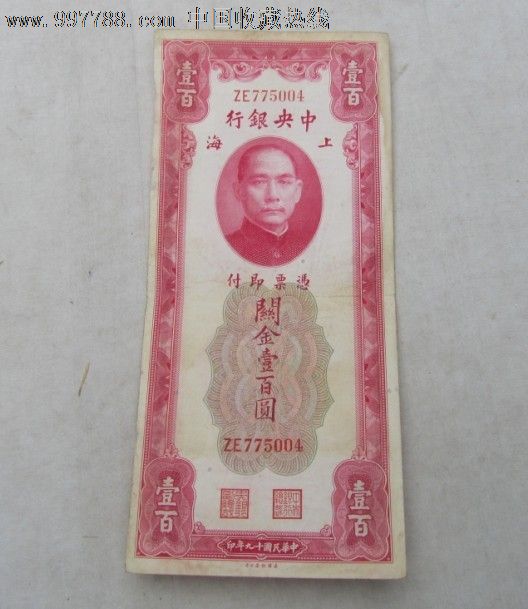 www.997788.com 中国收藏热线
壹百 壹百
ZE775004
中央銀行
上海
憑票即付
關金壹百圓
ZE775004
壹百 壹百
中華民國十九年印